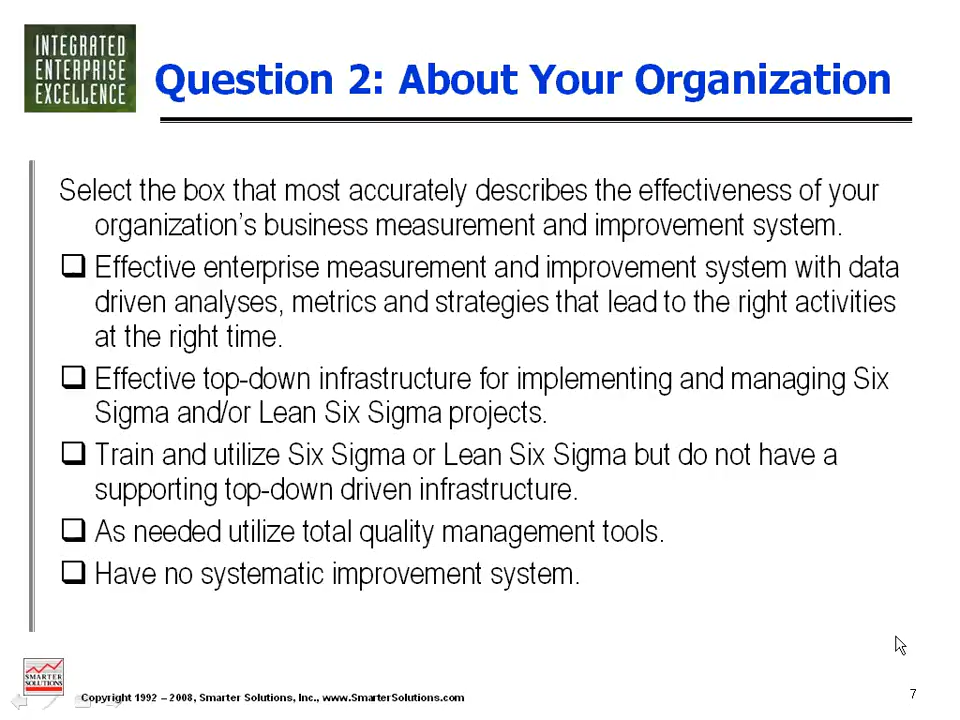 INTEGRATED
ENTERPRISE
EXCELLENCE
Question 2: About Your Organization
Select the box that most accurately describes the effectiveness of your
organization's business measurement and improvement system.
Effective enterprise measurement and improvement system with data
driven analyses, metrics and strategies that lead to the right activities
at the right time.
Effective top-down infrastructure for implementing and managing Six
Sigma and/or Lean Six Sigma projects.
Train and utilize Six Sigma or Lean Six Sigma but do not have a
supporting top-down driven infrastructure.
As needed utilize total quality management tools.
Have no systematic improvement system.
SMARTER
SOLUTIONS
Copyright 1992 – 2008, Smarter Solutions, Inc., www.SmarterSolutions.com
7